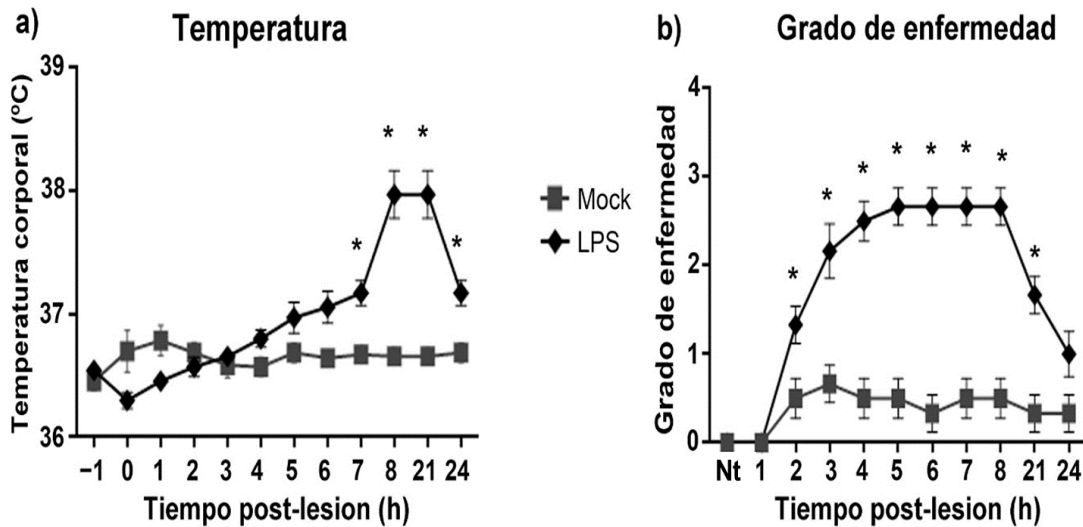 a)
Temperatura
Temperatura corporal (ºC)
39
38
37
36
* * * *
−1 0 1 2 3 4 5 6 7 8 21 24
Tiempo post-lesion (h)
Mock
LPS
b)
Grado de enfermedad
Grado de enfermedad
4
3
2
1
0
* * * * * * * *
Nt 1 2 3 4 5 6 7 8 21 24
Tiempo post-lesion (h)